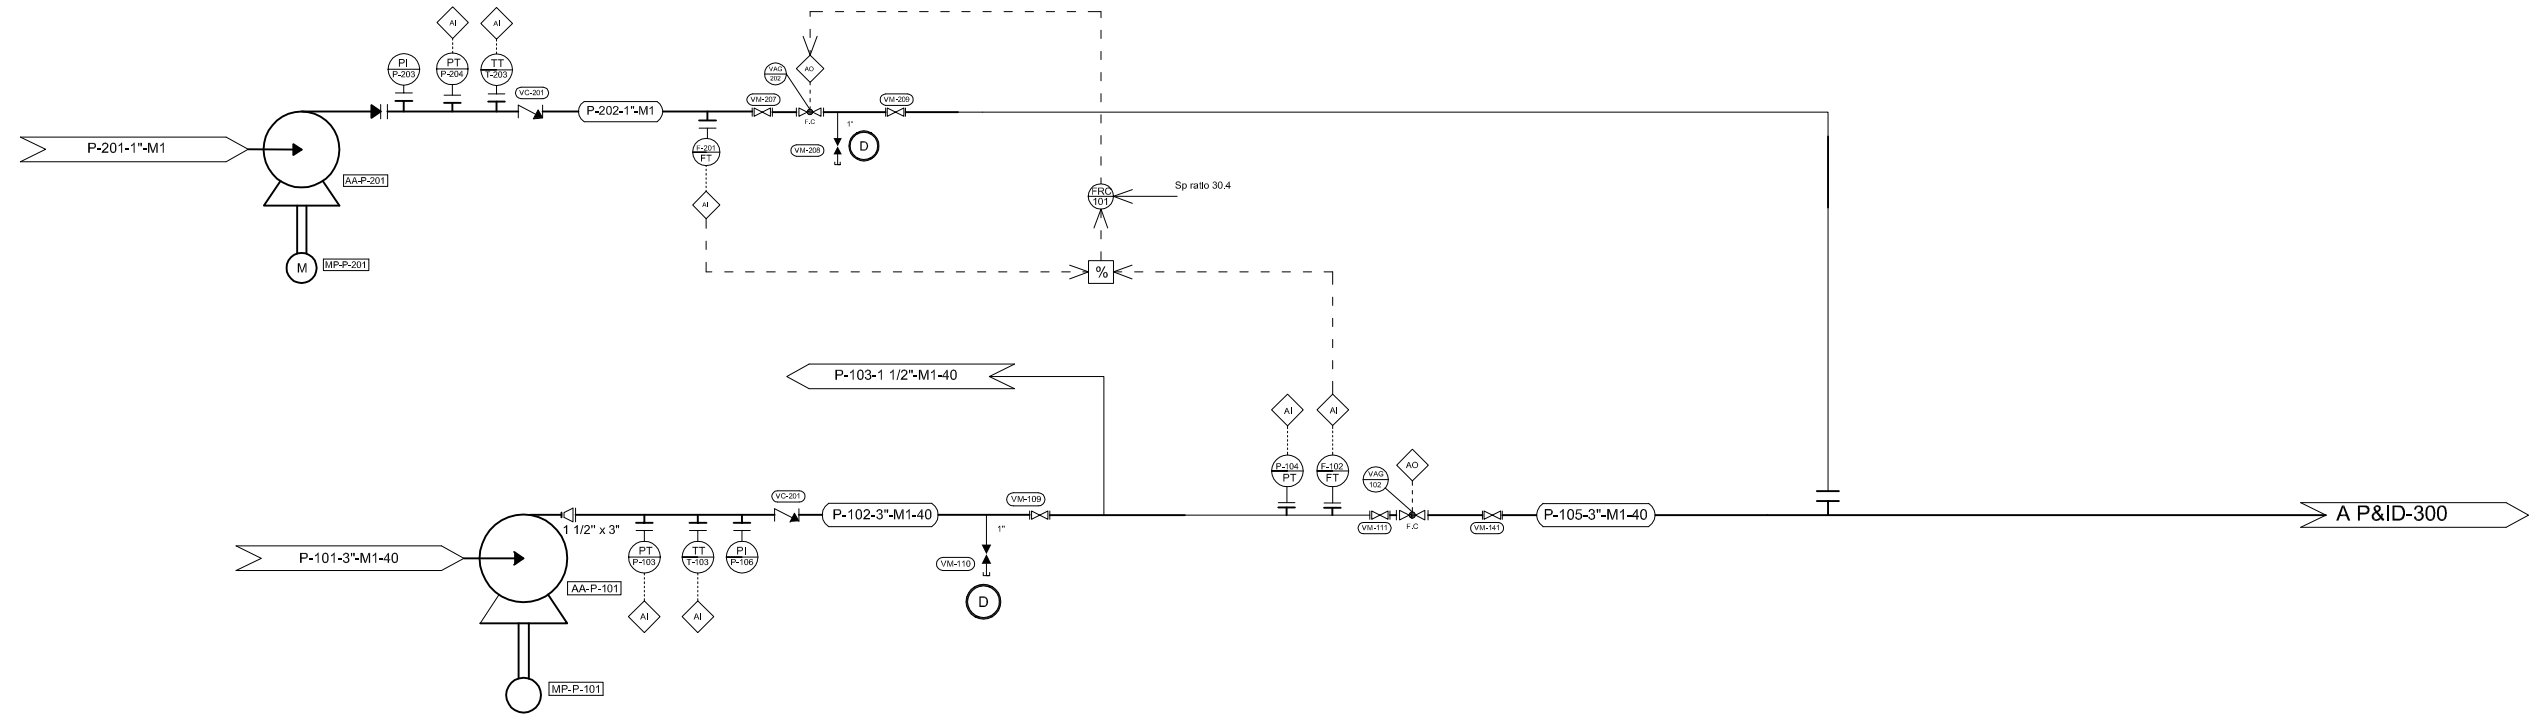 AI
AI
PI
P-203
PT
P-204
TT
T-203
VC-201
P-202-1"-M1
VAG
202
AO
VM-207
F.C
VM-209
1"
VM-208
D
P-201-1"-M1
AA-P-201
M
MP-P-201
F-201
FT
AI
FRC
101
Sp ratio 30.4
%
P-103-1 1/2"-M1-40
AI
AI
P-104
PT
F-102
FT
VAG
102
AO
VM-111
F.C
VM-141
P-105-3"-M1-40
A P&ID-300
P-101-3"-M1-40
1 1/2" x 3"
AA-P-101
MP-P-101
PT
P-103
TT
T-103
PI
P-106
AI
AI
VC-201
P-102-3"-M1-40
VM-109
1"
VM-110
D